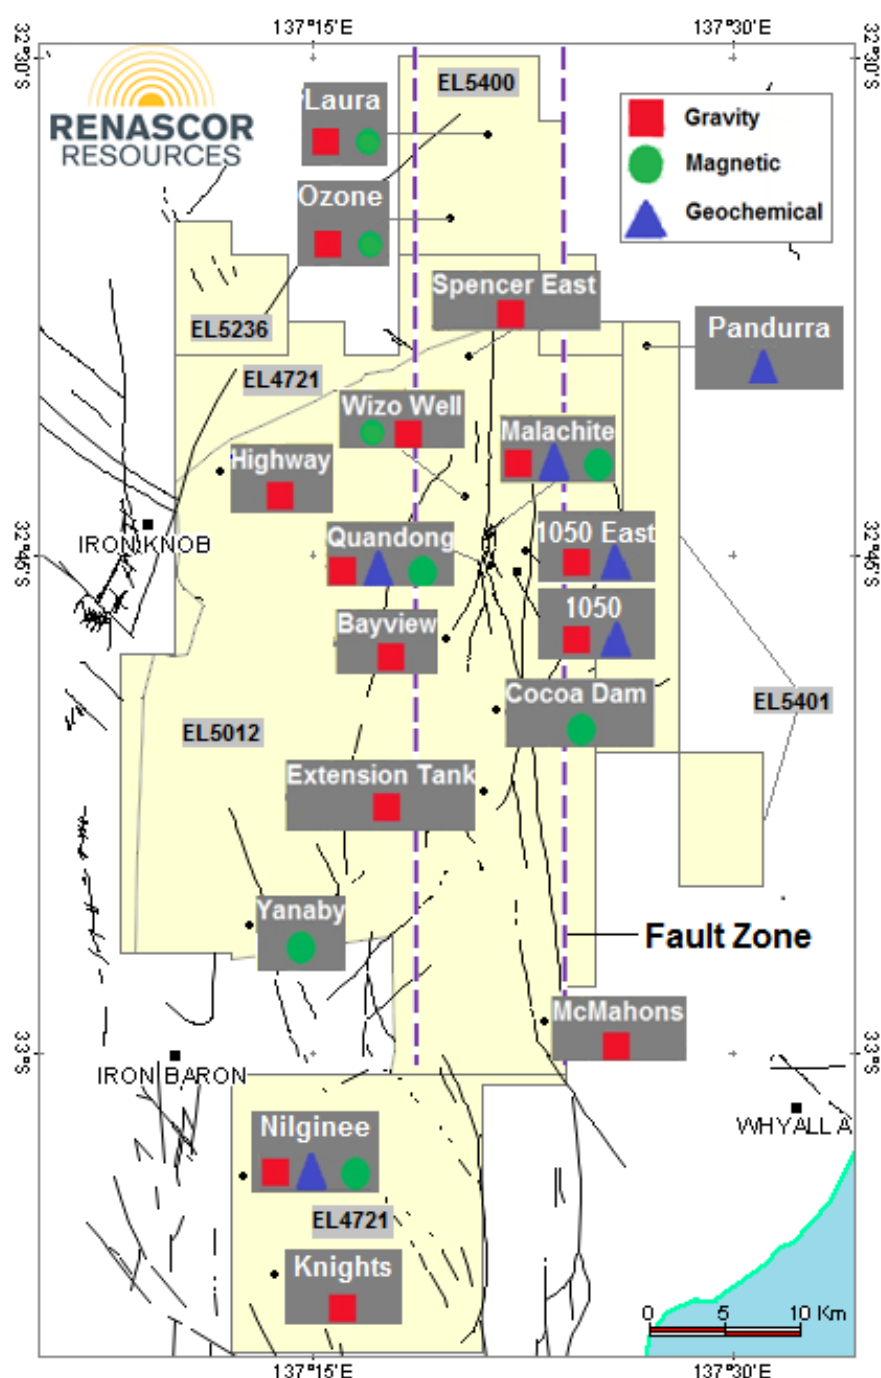 137°15'E
137°30'E
32°30'S
32°30'S
RENASCOR
RESOURCES
Laura
EL5400
Gravity
Magnetic
Geochemical
Ozone
Spencer East
EL5236
Pandurra
EL4721
Wizo Well
Malachite
Highway
IRON KNOB
Quandong
1050 East
32°45'S
32°45'S
1050
Bayview
Cocoa Dam
EL5401
EL5012
Extension Tank
Yanaby
Fault Zone
McMahons
33°S
33°S
IRON BARON
WHYALLA
Nilginee
EL4721
Knights
0 5 10 Km
137°15'E
137°30'E